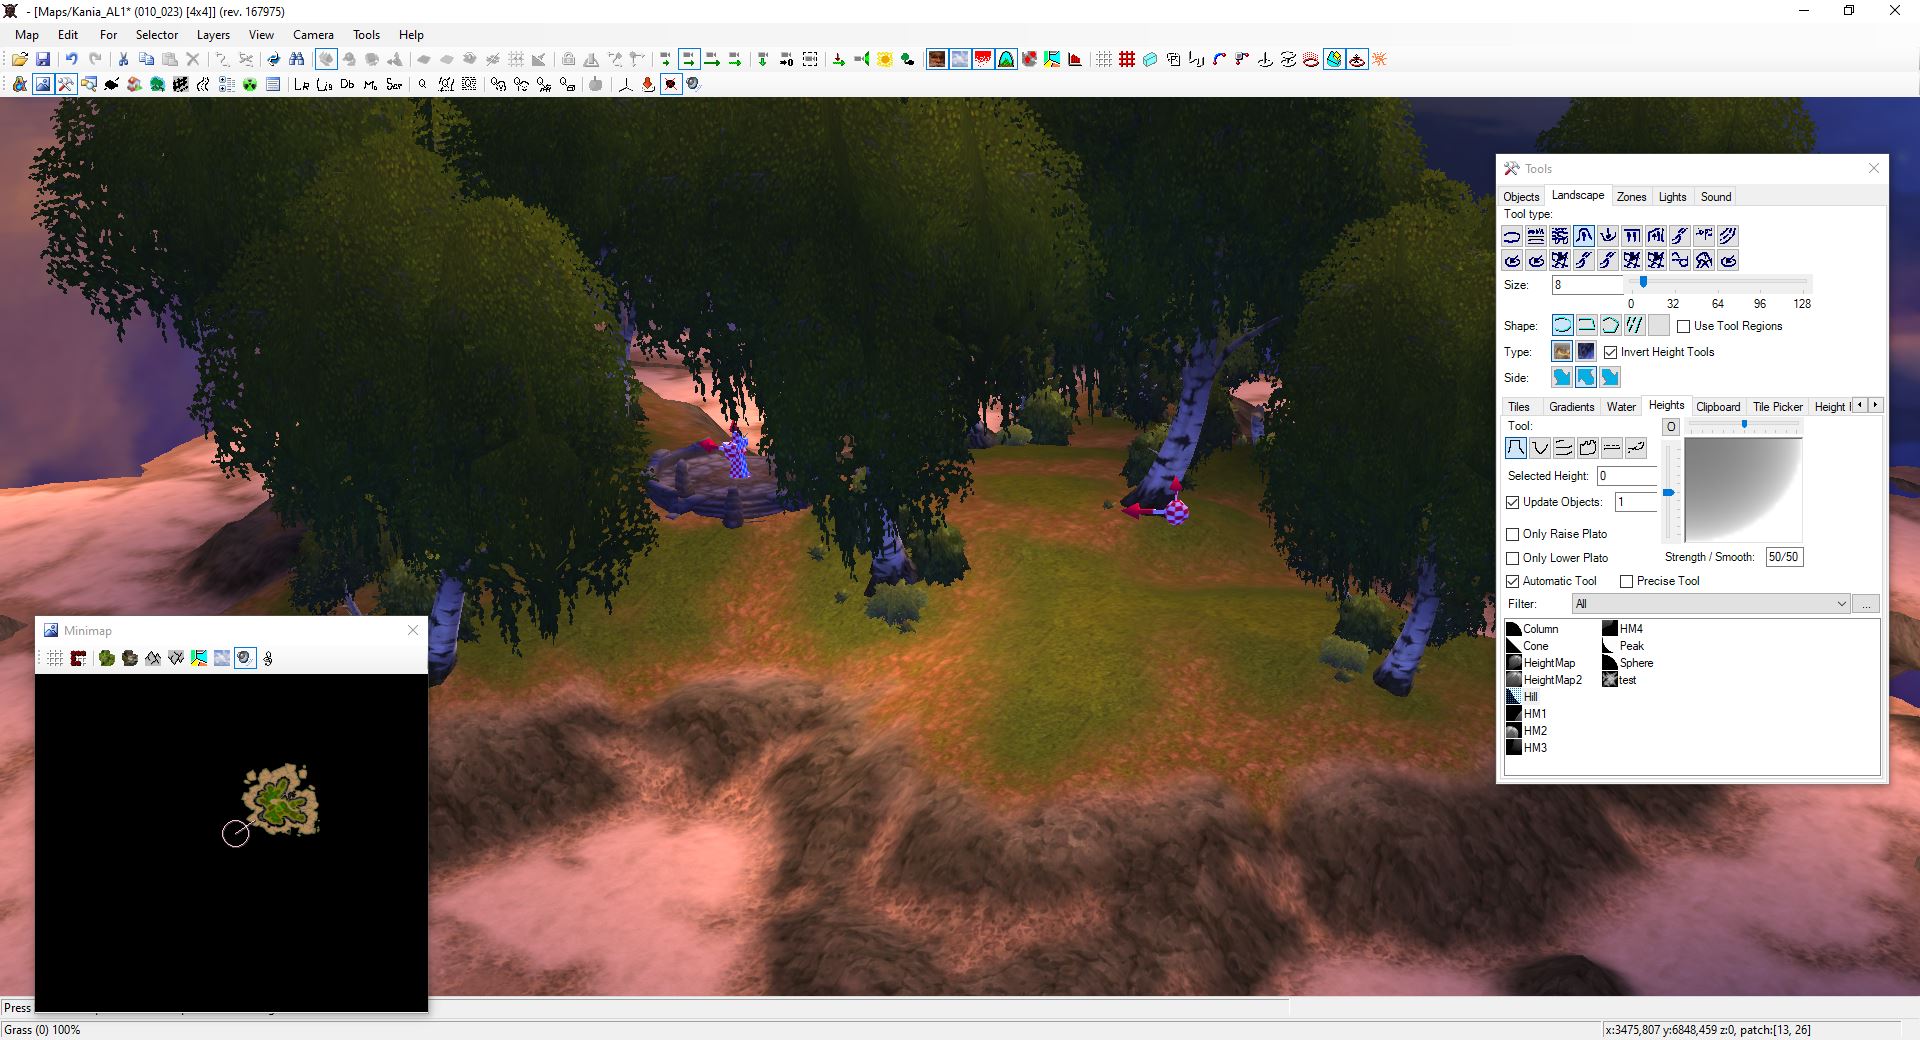 - [Maps/Kania_AL1* (010_023) [4x4]] (rev. 167975)
Map Edit For Selector Layers View Camera Tools Help
Tools
Objects Landscape Zones Lights Sound
Tool type:
Size: 8
0 32 64 96 128
Shape: Use Tool Regions
Type: Invert Height Tools
Side:
Tiles Gradients Water Heights Clipboard Tile Picker Height
Tool: O
Selected Height: 0
Update Objects: 1
Only Raise Plato
Only Lower Plato Strength / Smooth: 50/50
Automatic Tool Precise Tool
Filter: All ...
Column HM4
Cone Peak
HeightMap Sphere
HeightMap2 test
Hill
HM1
HM2
HM3
Minimap
Press
Grass (0) 100% x:3475,807 y:6848,459 z:0, patch:[13, 26]